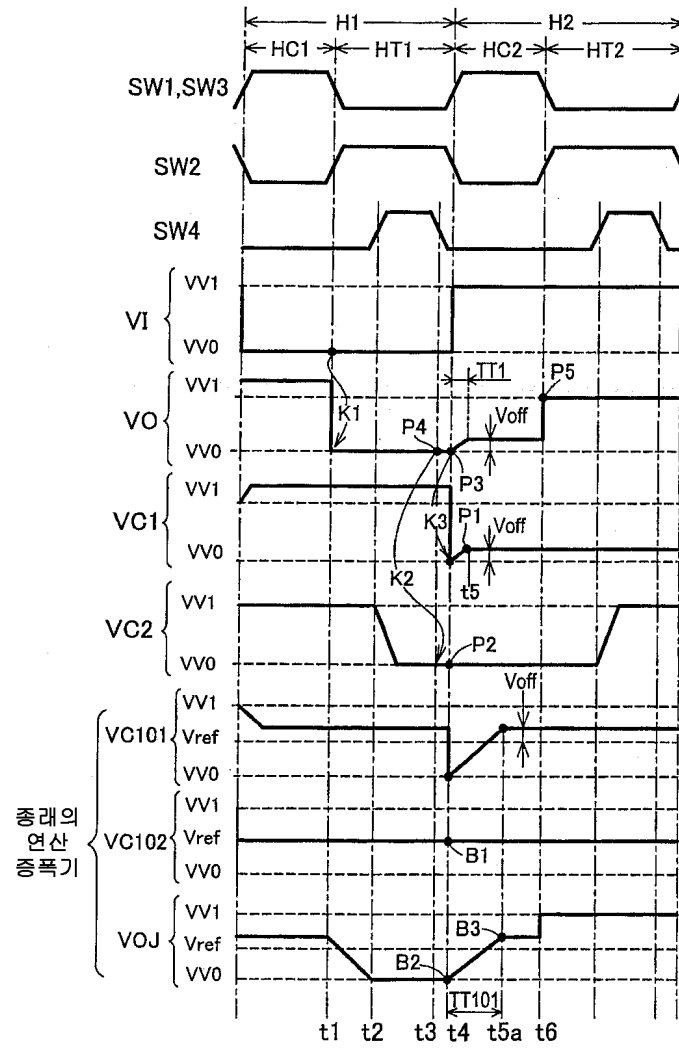 H1 H2
HC1 HT1 HC2 HT2
SW1,SW3
SW2
SW4
VI VV1
VV0
TT1
VO VV1
P5
K1
P4
Voff
VV0
P3
VC1 VV1
K3
P1
Voff
VV0
K2
t5
VC2 VV1
P2
VV0
Voff
종래의
연산
증폭기
VC101 VV1
Vref
VV0
VC102 VV1
Vref
B1
VV0
VOJ VV1
B3
Vref
B2
VV0
TT101
t1 t2 t3 t4 t5a t6